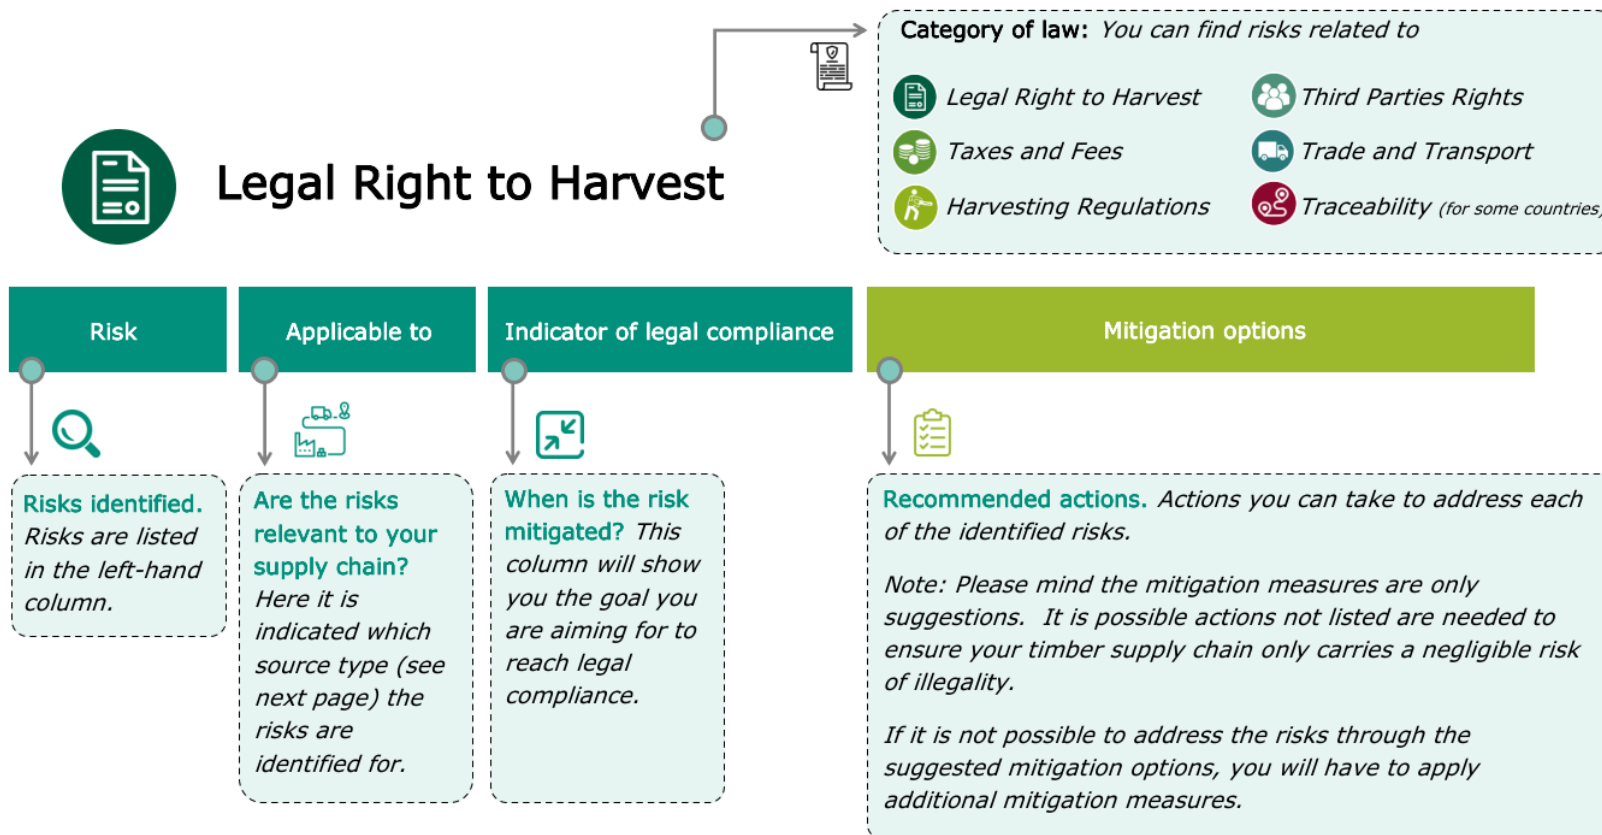 Category of law: You can find risks related to
Legal Right to Harvest
Third Parties Rights
Taxes and Fees
Trade and Transport
Harvesting Regulations
Traceability (for some countries)
Legal Right to Harvest
Risk
Applicable to
Indicator of legal compliance
Mitigation options
Risks identified.
Risks are listed
in the left-hand
column.
Are the risks
relevant to your
supply chain?
Here it is
indicated which
source type (see
next page) the
risks are
identified for.
When is the risk
mitigated? This
column will show
you the goal you
are aiming for to
reach legal
compliance.
Recommended actions. Actions you can take to address each
of the identified risks.
Note: Please mind the mitigation measures are only
suggestions. It is possible actions not listed are needed to
ensure your timber supply chain only carries a negligible risk
of illegality.
If it is not possible to address the risks through the
suggested mitigation options, you will have to apply
additional mitigation measures.